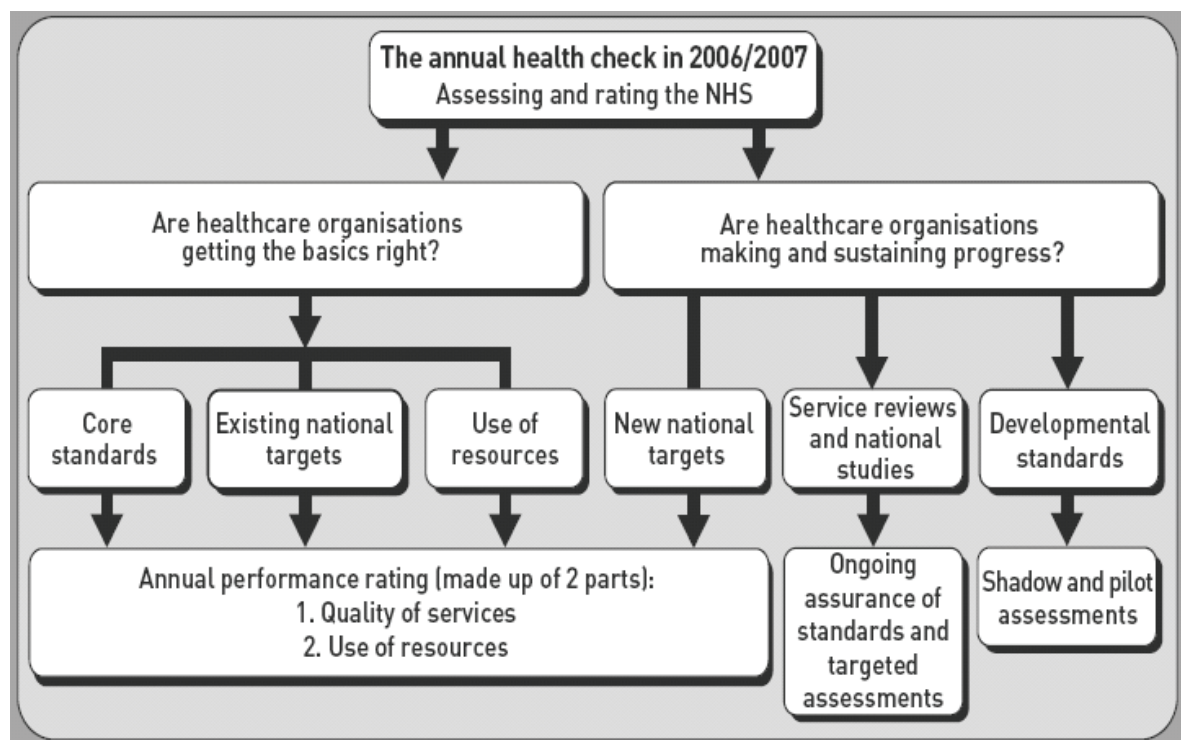 The annual health check in 2006/2007
Assessing and rating the NHS
Are healthcare organisations
getting the basics right?
Are healthcare organisations
making and sustaining progress?
Core
standards
Existing national
targets
Use of
resources
New national
targets
Service reviews
and national
studies
Developmental
standards
Annual performance rating (made up of 2 parts):
1. Quality of services
2. Use of resources
Ongoing
assurance of
standards and
targeted
assessments
Shadow and pilot
assessments